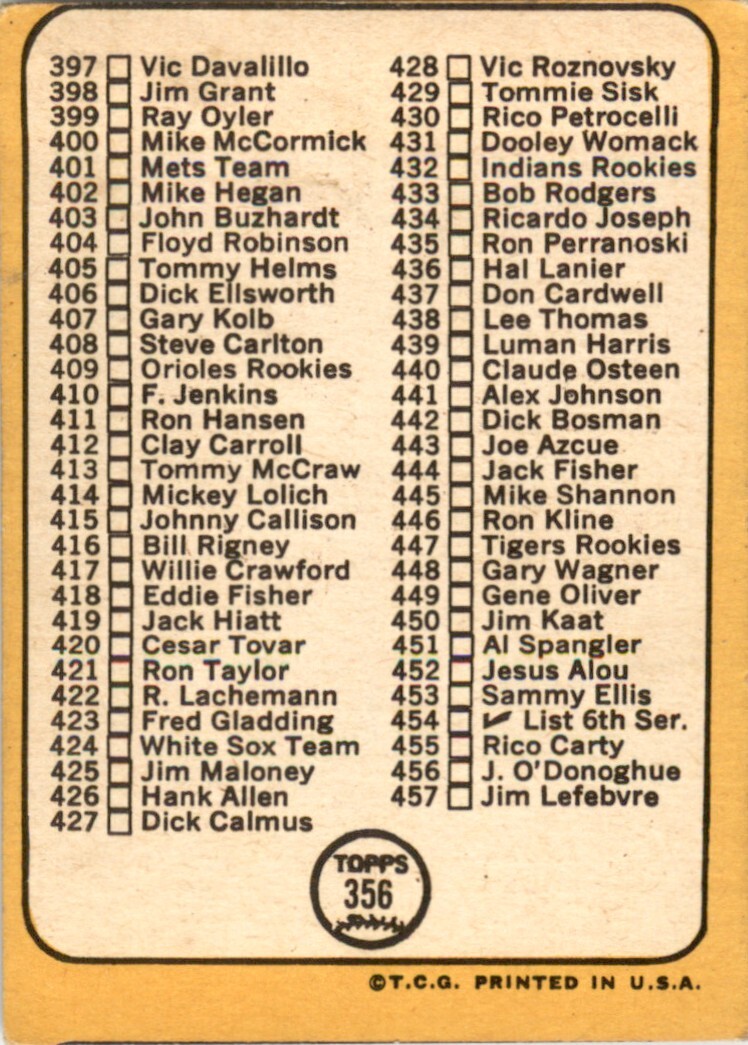 397 Vic Davalillo
398 Jim Grant
399 Ray Oyler
400 Mike McCormick
401 Mets Team
402 Mike Hegan
403 John Buzhardt
404 Floyd Robinson
405 Tommy Helms
406 Dick Ellsworth
407 Gary Kolb
408 Steve Carlton
409 Orioles Rookies
410 F. Jenkins
411 Ron Hansen
412 Clay Carroll
413 Tommy McCraw
414 Mickey Lolich
415 Johnny Callison
416 Bill Rigney
417 Willie Crawford
418 Eddie Fisher
419 Jack Hiatt
420 Cesar Tovar
421 Ron Taylor
422 R. Lachemann
423 Fred Gladding
424 White Sox Team
425 Jim Maloney
426 Hank Allen
427 Dick Calmus
428 Vic Roznovsky
429 Tommie Sisk
430 Rico Petrocelli
431 Dooley Womack
432 Indians Rookies
433 Bob Rodgers
434 Ricardo Joseph
435 Ron Perranoski
436 Hal Lanier
437 Don Cardwell
438 Lee Thomas
439 Luman Harris
440 Claude Osteen
441 Alex Johnson
442 Dick Bosman
443 Joe Azcue
444 Jack Fisher
445 Mike Shannon
446 Ron Kline
447 Tigers Rookies
448 Gary Wagner
449 Gene Oliver
450 Jim Kaat
451 Al Spangler
452 Jesus Alou
453 Sammy Ellis
454 ✔ List 6th Ser.
455 Rico Carty
456 J. O'Donoghue
457 Jim Lefebvre
TOPPS
356
©T.C.G. PRINTED IN U.S.A.